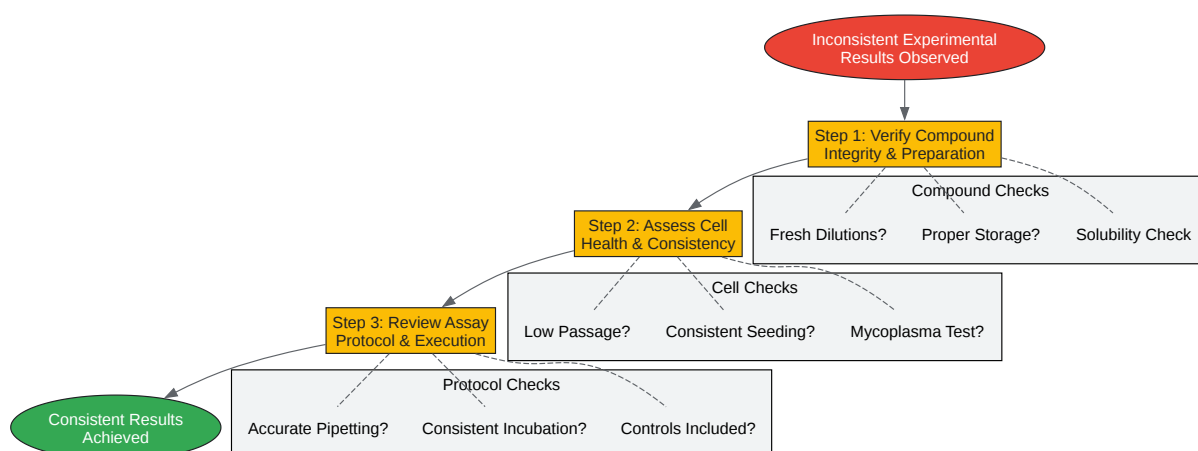 Inconsistent Experimental
Results Observed
Step 1: Verify Compound
Integrity & Preparation
Compound Checks
Fresh Dilutions?
Proper Storage?
Solubility Check
Step 2: Assess Cell
Health & Consistency
Cell Checks
Low Passage?
Consistent Seeding?
Mycoplasma Test?
Step 3: Review Assay
Protocol & Execution
Protocol Checks
Accurate Pipetting?
Consistent Incubation?
Controls Included?
Consistent Results
Achieved